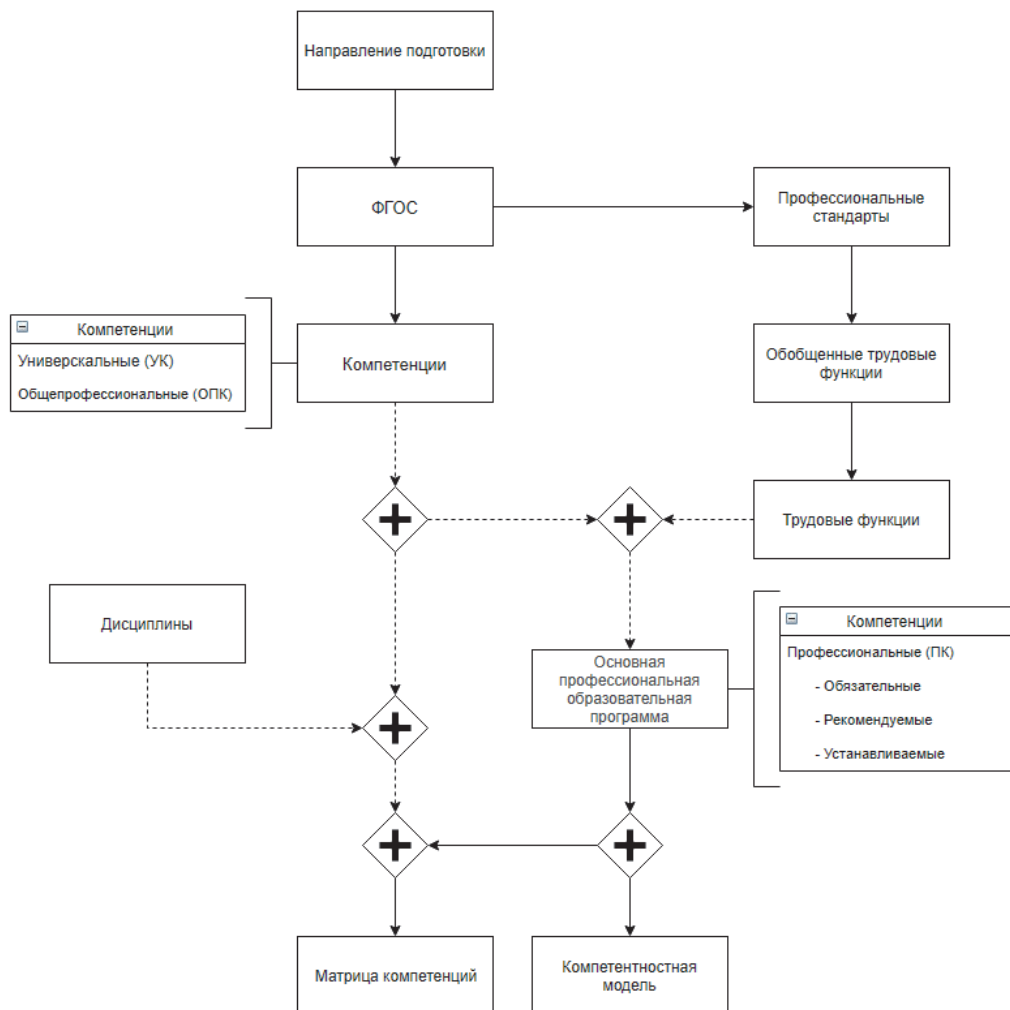 Направление подготовки
ФГОС
Профессиональные
стандарты
Компетенции
Универскальные (УК)
Общепрофессиональные (ОПК)
Компетенции
Обобщенные трудовые
функции
Трудовые функции
Дисциплины
Основная
профессиональная
образовательная
программа
Компетенции
Профессиональные (ПК)
- Обязательные
- Рекомендуемые
- Устанавливаемые
Матрица компетенций
Компетентностная
модель